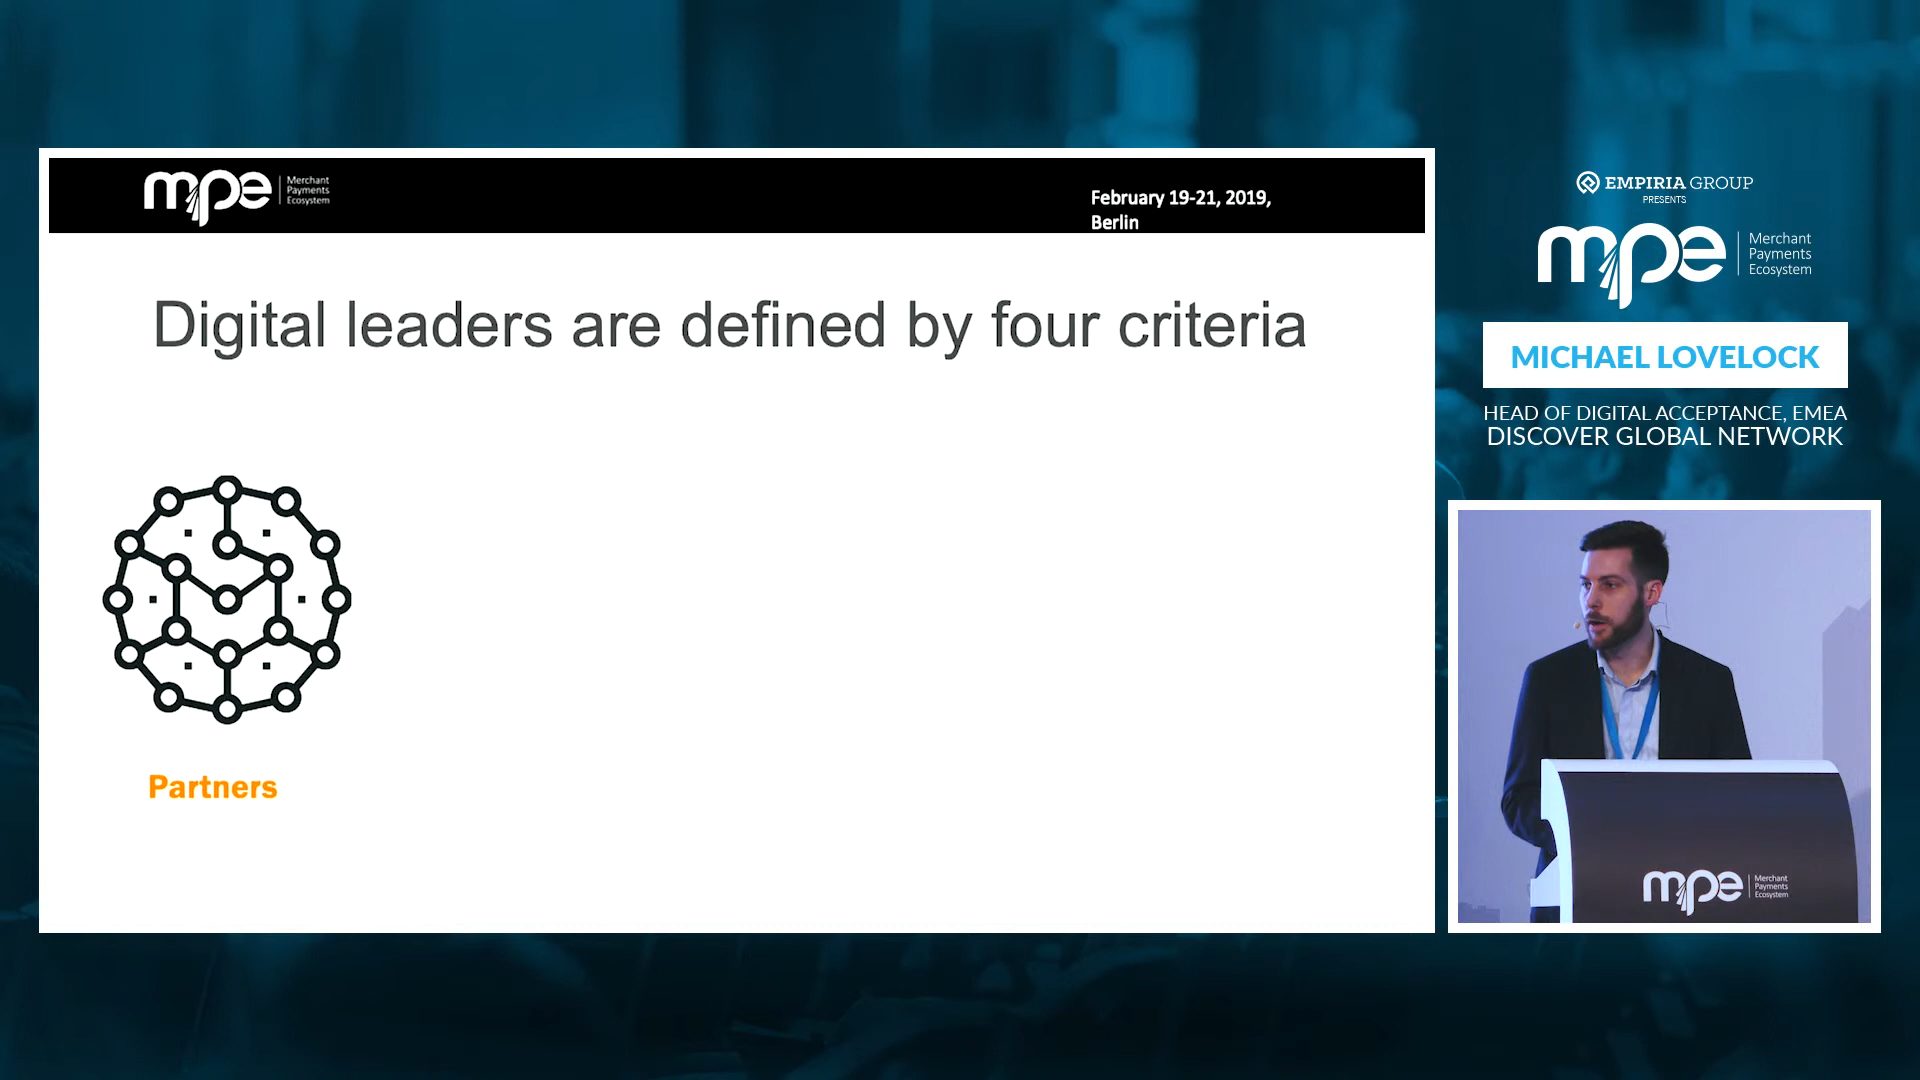 mpe
Merchant
Payments
Ecosystem
February 19-21, 2019,
Berlin
Digital leaders are defined by four criteria
Partners
EMPIRIA GROUP
PRESENTS
mpe
Merchant
Payments
Ecosystem
MICHAEL LOVELOCK
HEAD OF DIGITAL ACCEPTANCE, EMEA
DISCOVER GLOBAL NETWORK
mpe
Merchant
Payments
Ecosystem